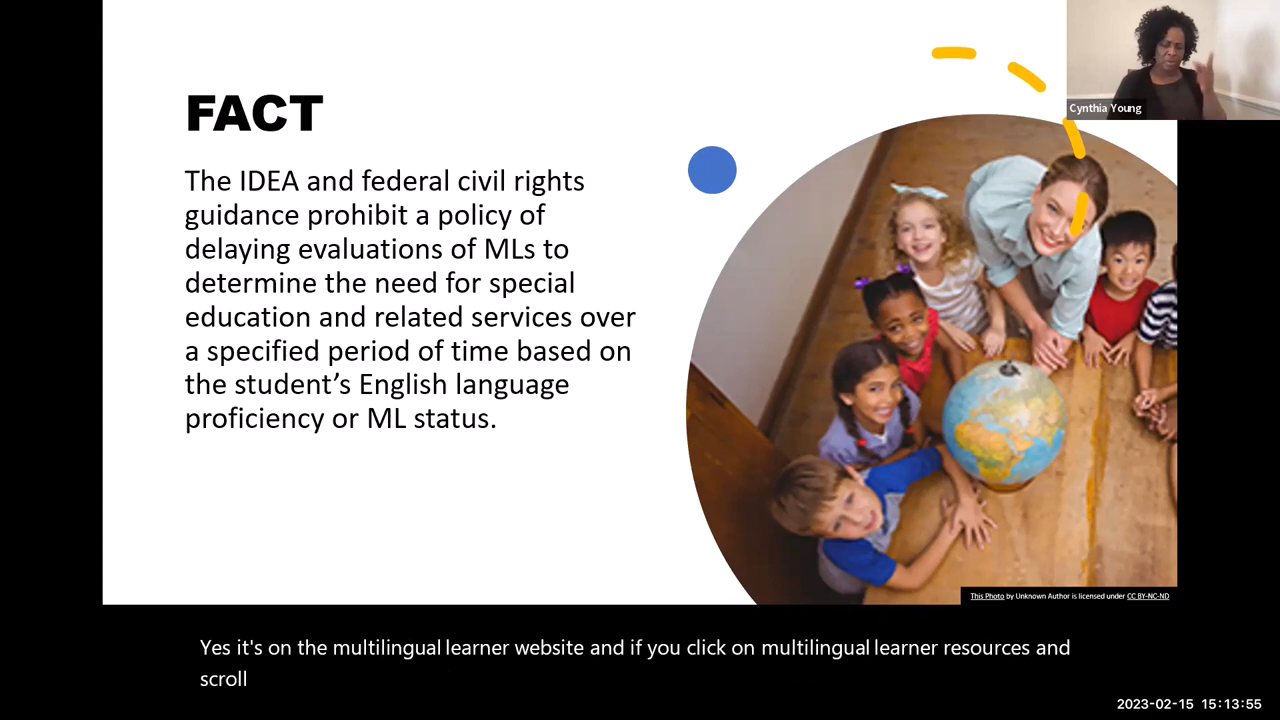 FACT
The IDEA and federal civil rights
guidance prohibit a policy of
delaying evaluations of MLs to
determine the need for special
education and related services over
a specified period of time based on
the student’s English language
proficiency or ML status.
Cynthia Young
This Photo by Unknown Author is licensed under CC BY-NC-ND
Yes it's on the multilingual learner website and if you click on multilingual learner resources and
scroll
2023-02-15 15:13:55